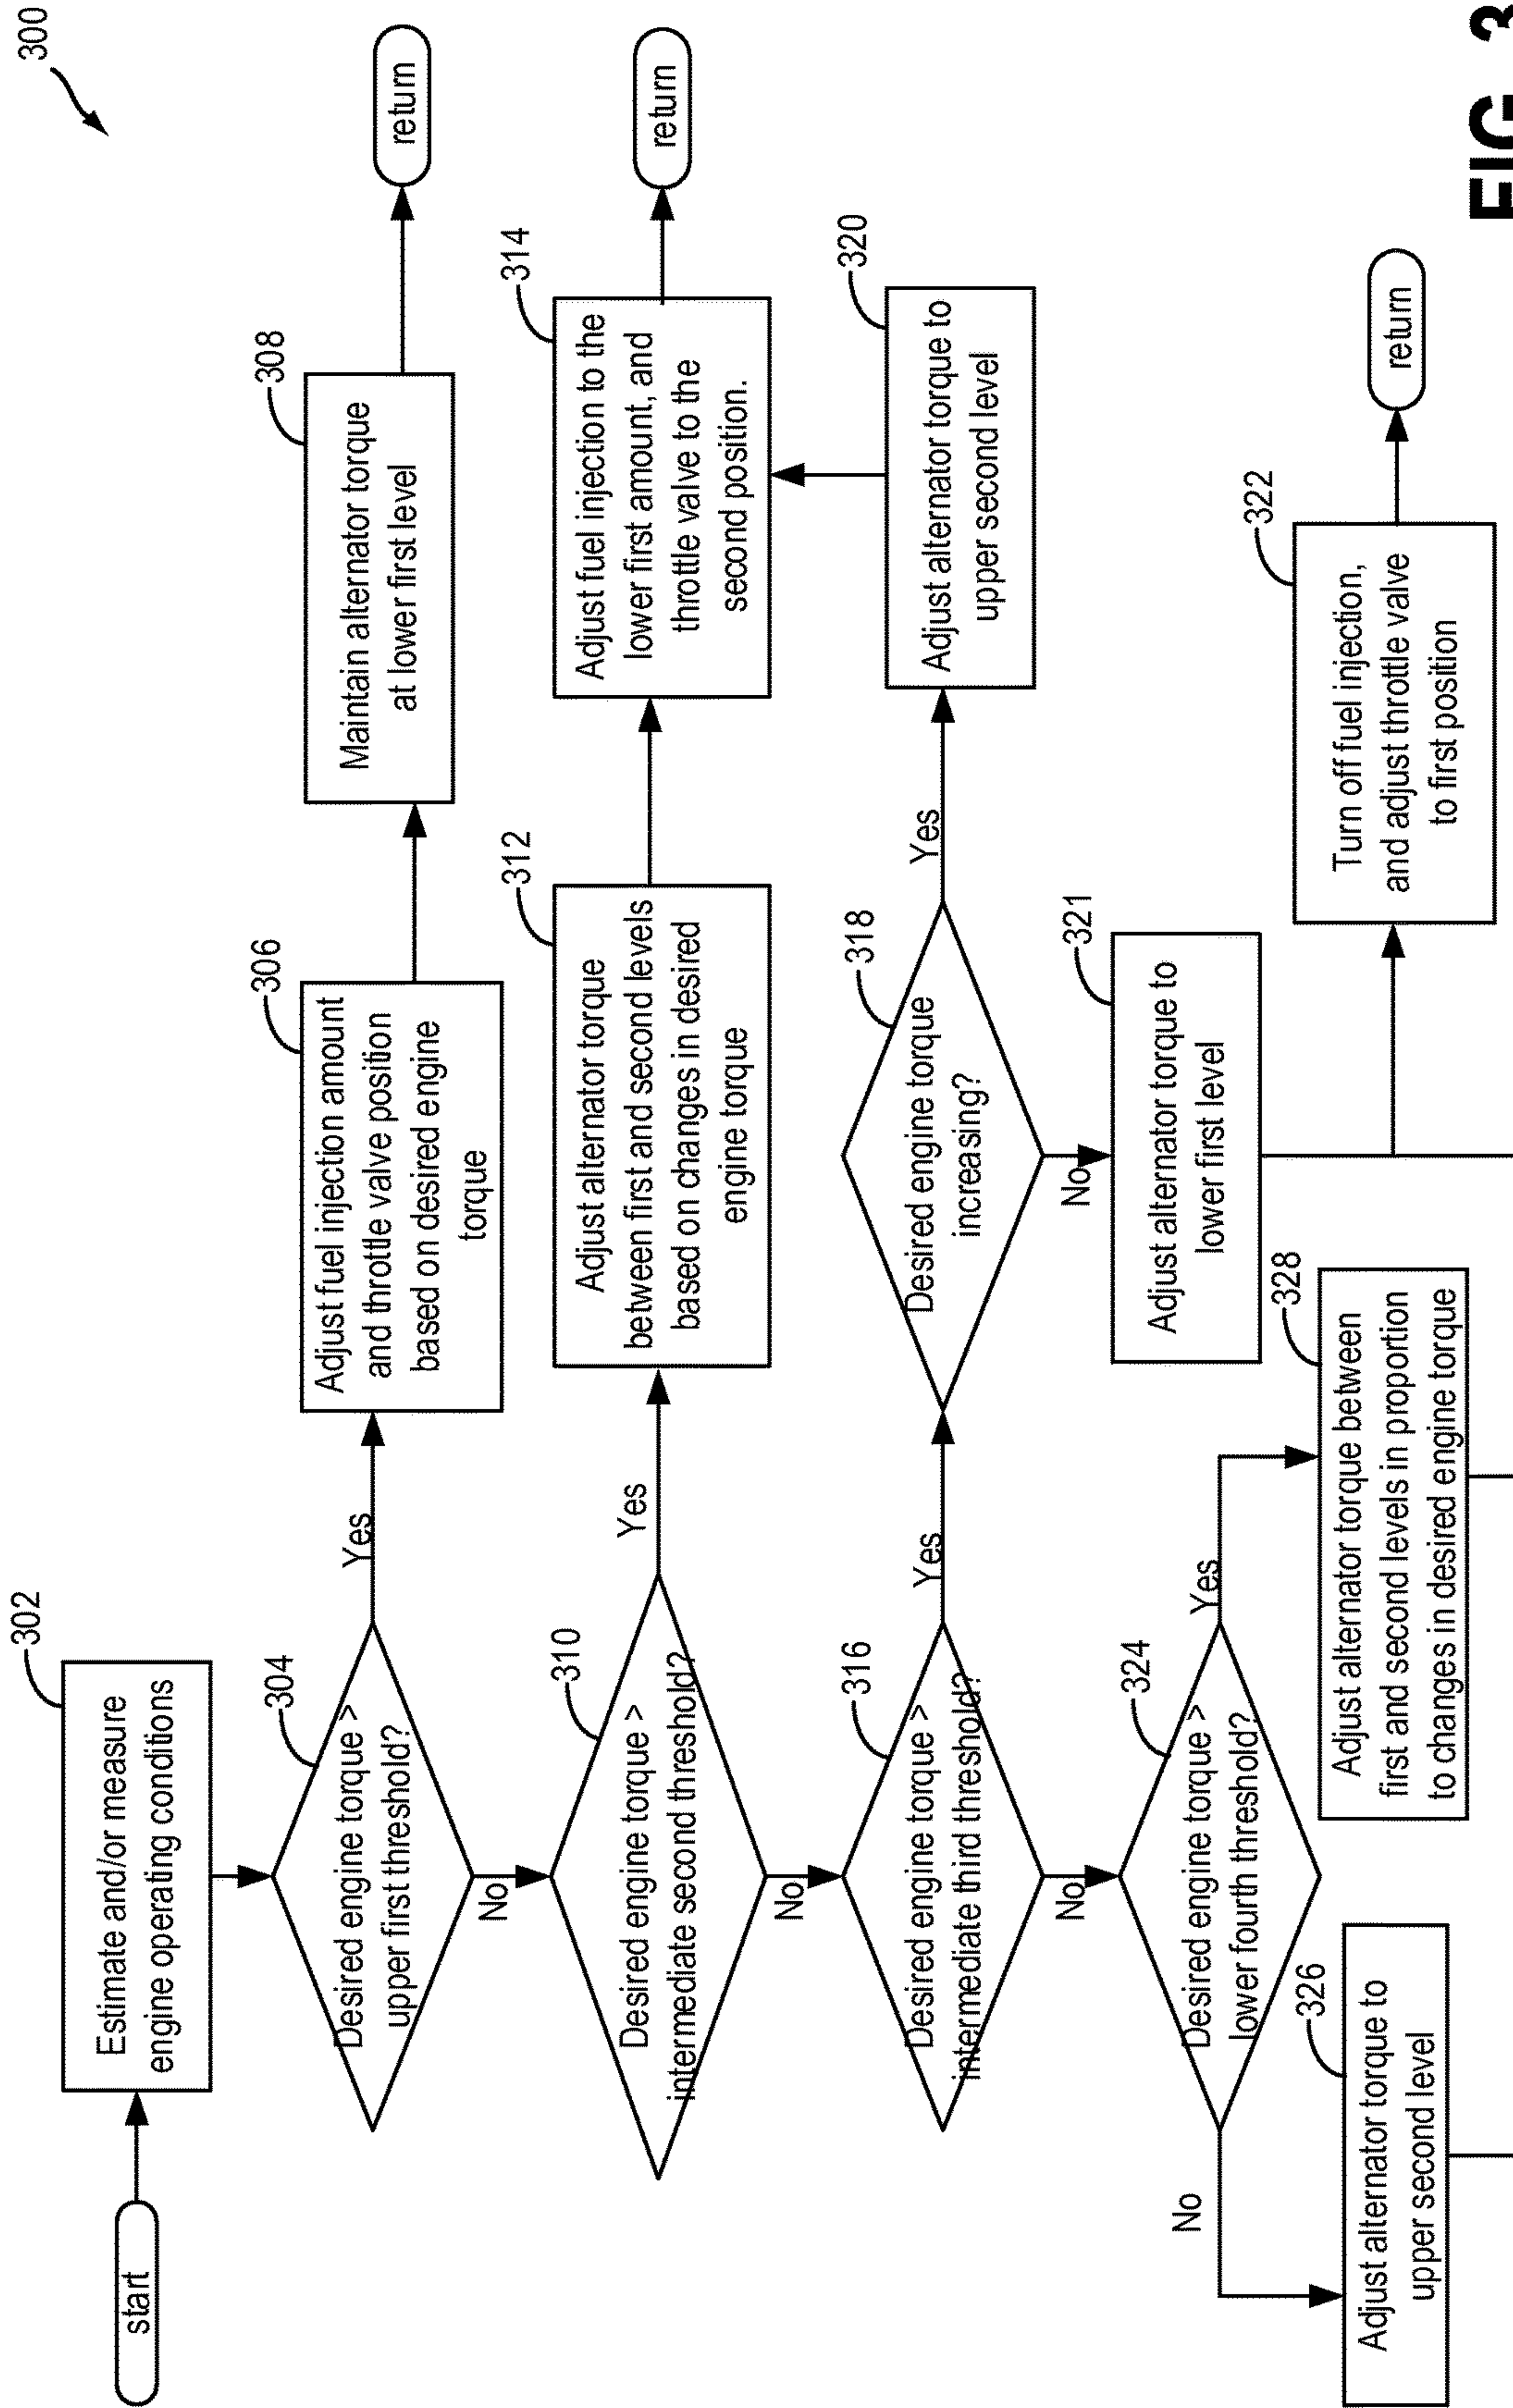 300
start
302
Estimate and/or measure
engine operating conditions
304
Desired engine torque >
upper first threshold?
Yes
No
306
Adjust fuel injection amount
and throttle valve position
based on desired engine
torque
308
Maintain alternator torque
at lower first level
return
310
Desired engine torque >
intermediate second threshold?
Yes
No
312
Adjust alternator torque
between first and second levels
based on changes in desired
engine torque
314
Adjust fuel injection to the
lower first amount, and
throttle valve to the
second position.
return
316
Desired engine torque >
intermediate third threshold?
Yes
No
318
Desired engine torque
increasing?
Yes
No
320
Adjust alternator torque to
upper second level
321
Adjust alternator torque to
lower first level
322
Turn off fuel injection,
and adjust throttle valve
to first position
return
324
Desired engine torque >
lower fourth threshold?
Yes
No
326
Adjust alternator torque to
upper second level
328
Adjust alternator torque between
first and second levels in proportion
to changes in desired engine torque
FIG. 3